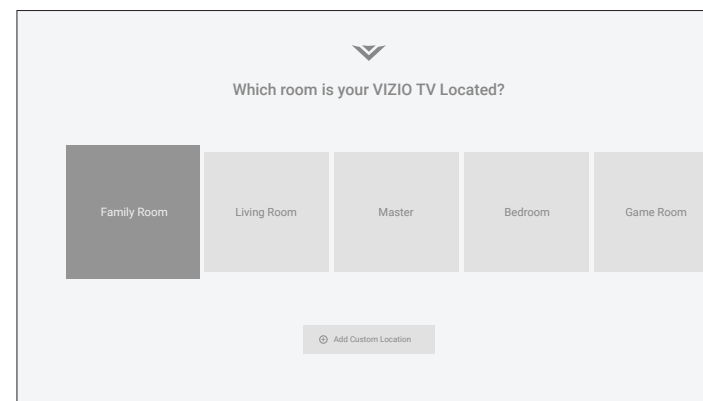 Which room is your VIZIO TV Located?
Family Room
Living Room
Master
Bedroom
Game Room
Add Custom Location